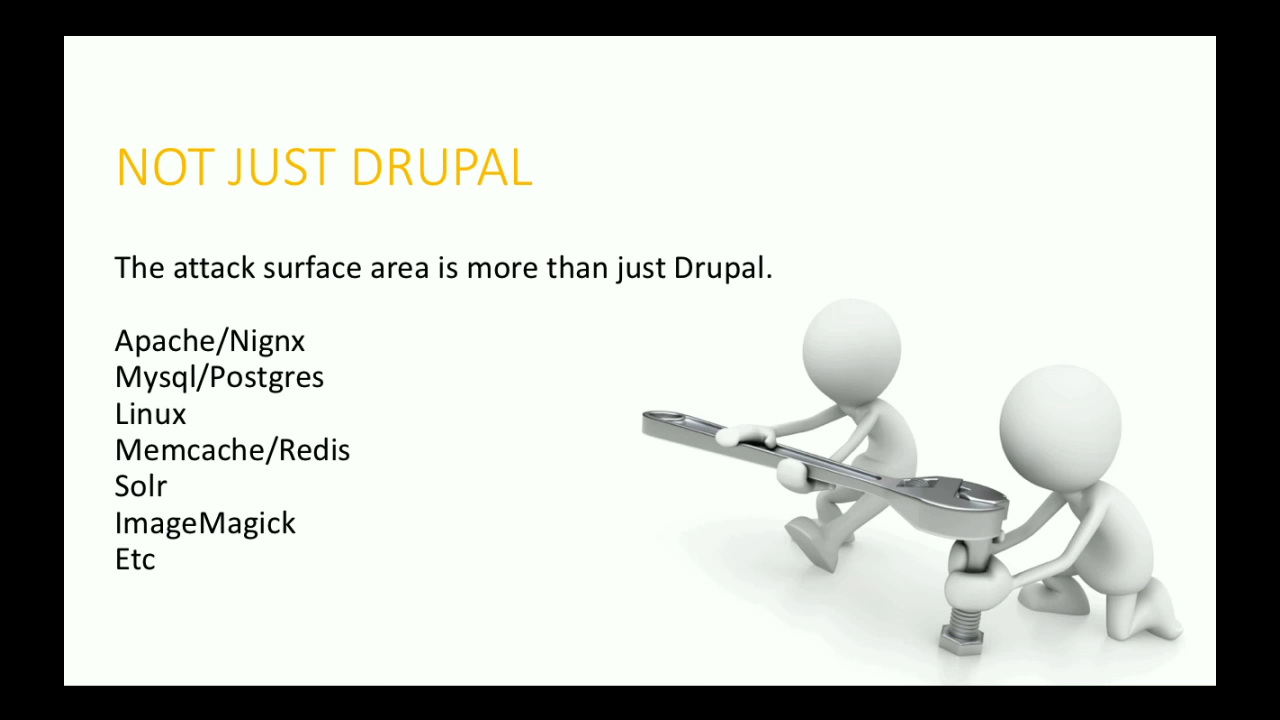 NOT JUST DRUPAL
The attack surface area is more than just Drupal.
Apache/Nignx
Mysql/Postgres
Linux
Memcache/Redis
Solr
ImageMagick
Etc